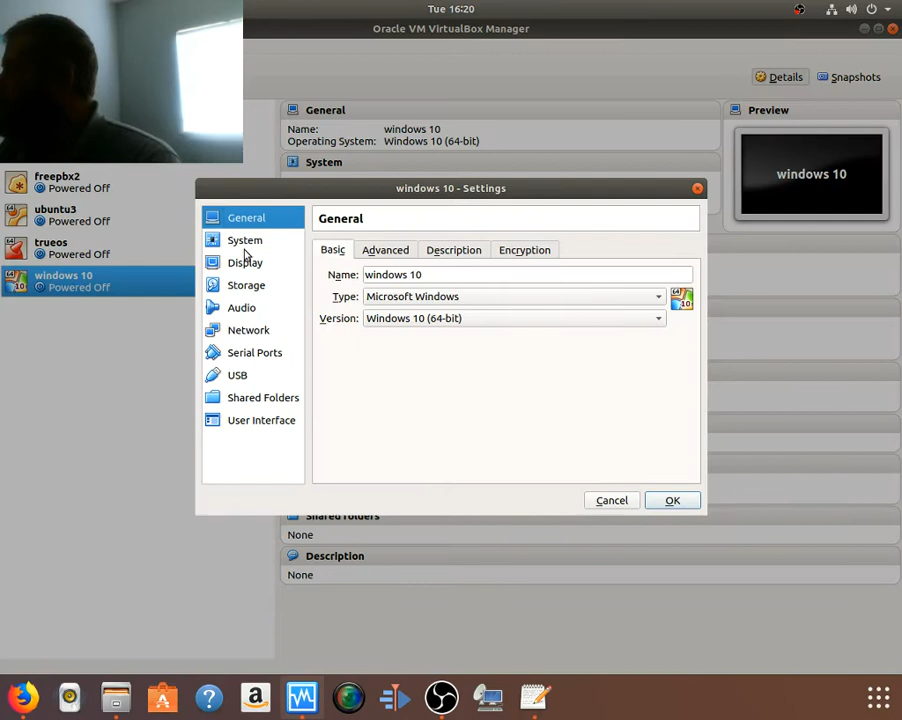 Tue 16:20
Oracle VM VirtualBox Manager
Details
Snapshots
General
Name: windows 10
Operating System: Windows 10 (64-bit)
System
Preview
windows 10
freepbx2
Powered Off
ubuntu3
Powered Off
trueos
Powered Off
windows 10
Powered Off
windows 10 - Settings
General
System
Display
Storage
Audio
Network
Serial Ports
USB
Shared Folders
User Interface
General
Basic Advanced Description Encryption
Name: windows 10
Type: Microsoft Windows
Version: Windows 10 (64-bit)
Cancel OK
Shared folders
None
Description
None